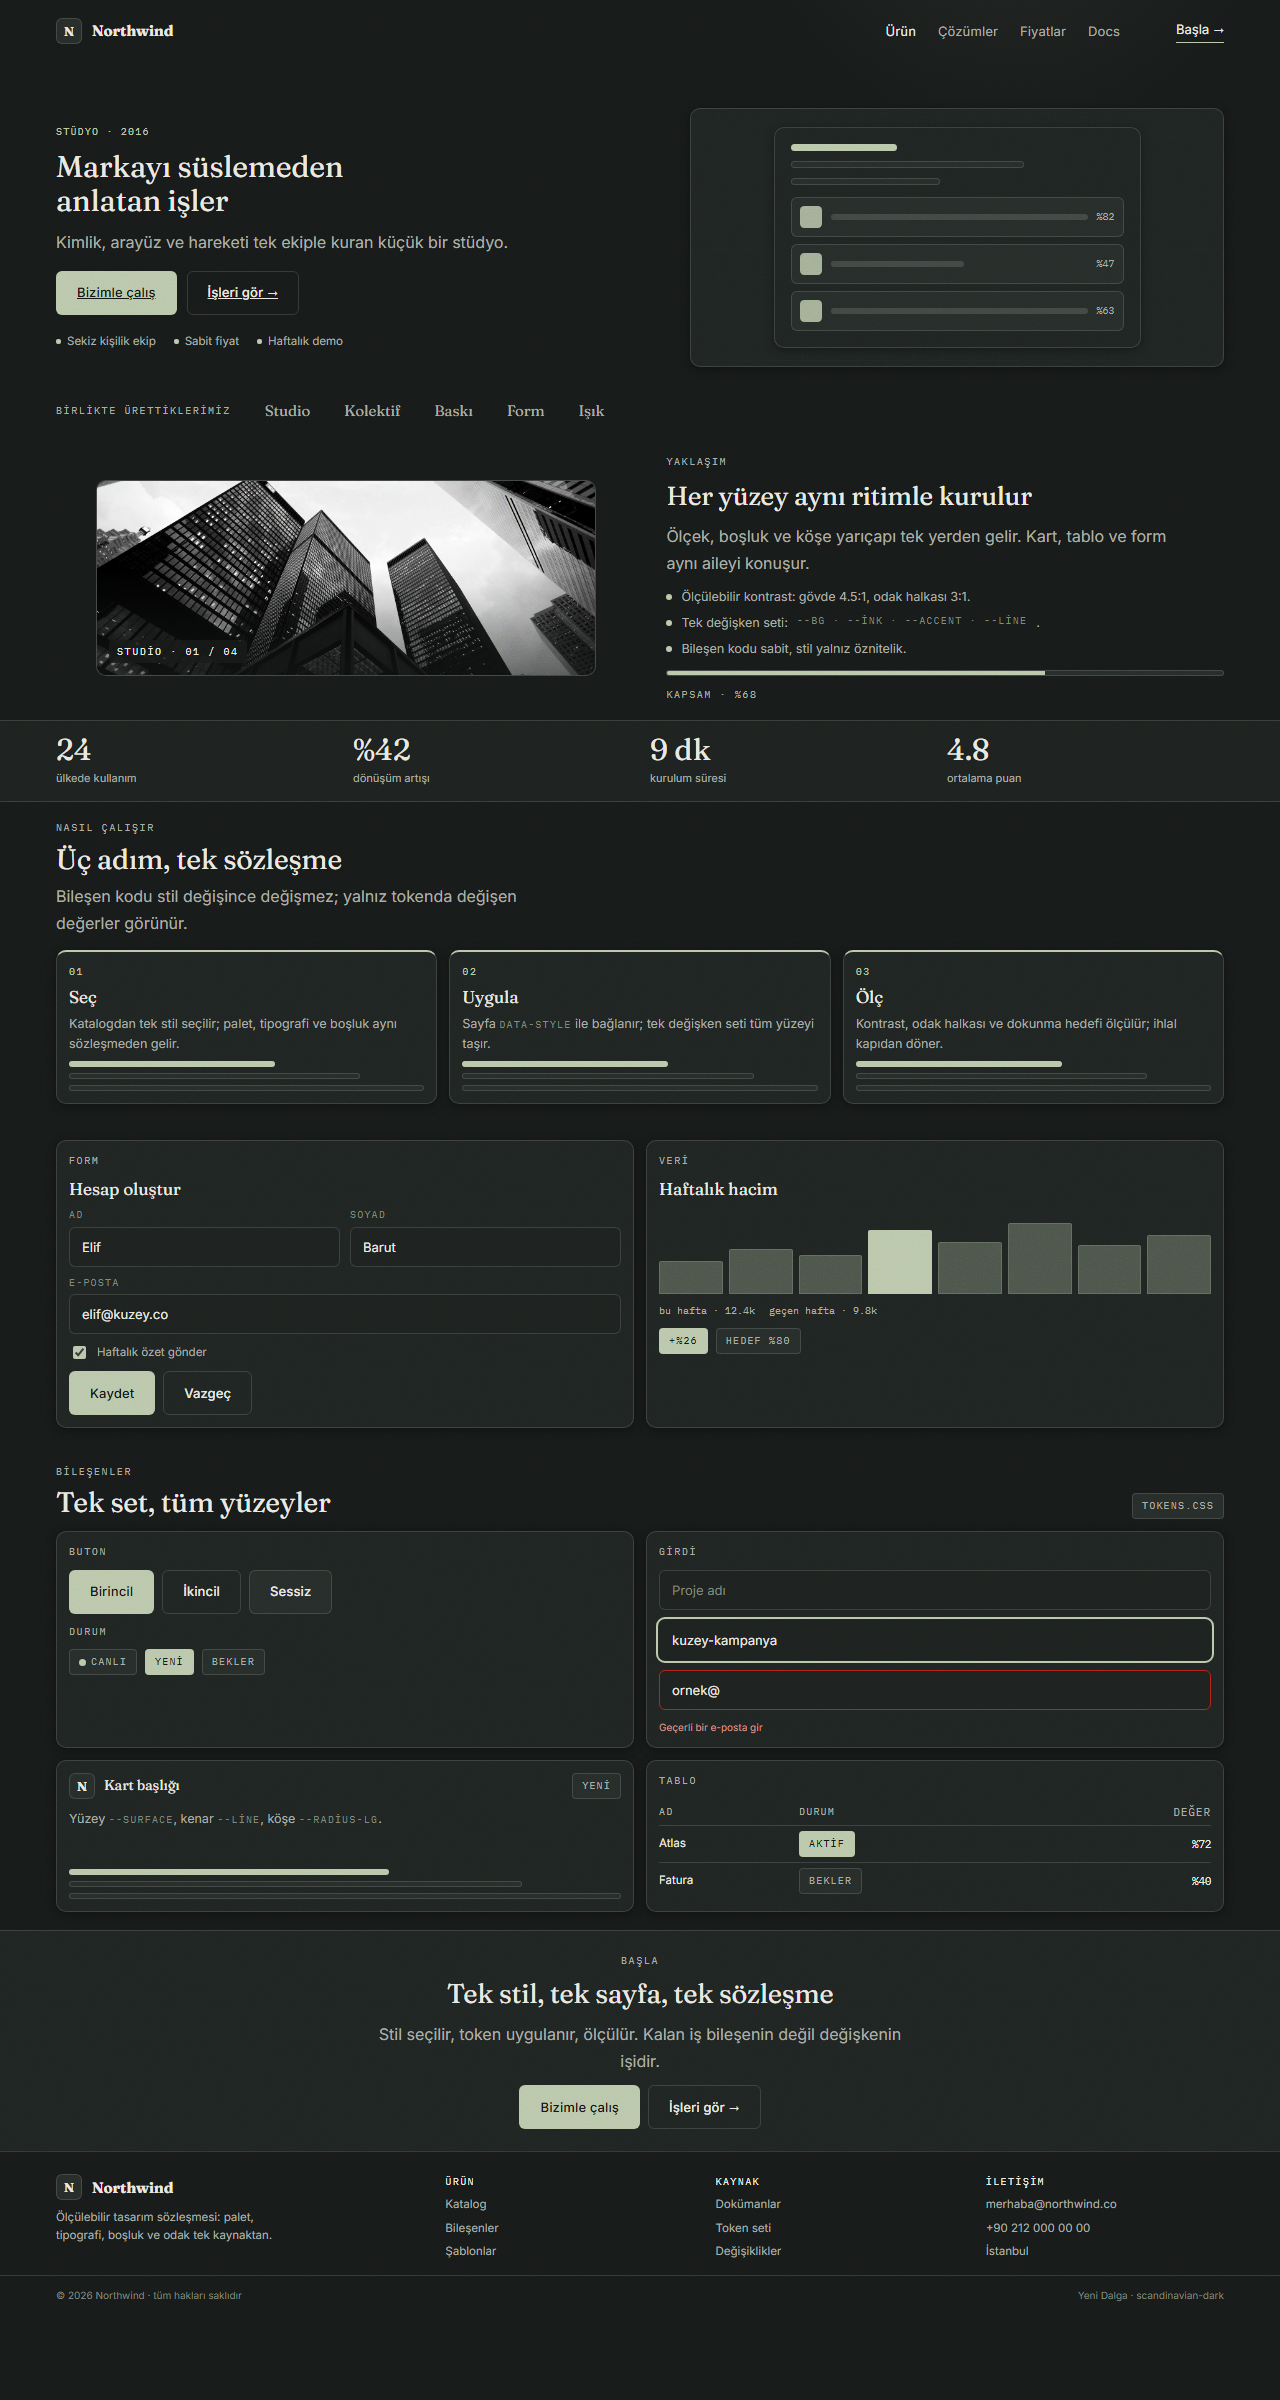 N Northwind
Ürün Çözümler Fiyatlar Docs Başla →
STÜDYO · 2016
Markayı süslemeden
anlatan işler
Kimlik, arayüz ve hareketi tek ekiple kuran küçük bir stüdyo.
Bizimle çalış İşleri gör →
Sekiz kişilik ekip Sabit fiyat Haftalık demo
%82
%47
%63
BİRLİKTE ÜRETTİKLERİMİZ Studio Kolektif Baskı Form Işık
STUDİO · 01 / 04
YAKLAŞIM
Her yüzey aynı ritimle kurulur
Ölçek, boşluk ve köşe yarıçapı tek yerden gelir. Kart, tablo ve form
aynı aileyi konuşur.
Ölçülebilir kontrast: gövde 4.5:1, odak halkası 3:1.
Tek değişken seti: --BG · --İNK · --ACCENT · --LİNE .
Bileşen kodu sabit, stil yalnız öznitelik.
KAPSAM · %68
24
ülkede kullanım
%42
dönüşüm artışı
9 dk
kurulum süresi
4.8
ortalama puan
NASIL ÇALIŞIR
Üç adım, tek sözleşme
Bileşen kodu stil değişince değişmez; yalnız tokenda değişen
değerler görünür.
01
Seç
Katalogdan tek stil seçilir; palet, tipografi ve boşluk aynı
sözleşmeden gelir.
02
Uygula
Sayfa DATA-STYLE ile bağlanır; tek değişken seti tüm yüzeyi
taşır.
03
Ölç
Kontrast, odak halkası ve dokunma hedefi ölçülür; ihlal
kapıdan döner.
FORM
Hesap oluştur
AD SOYAD
Elif Barut
E-POSTA
elif@kuzey.co
Haftalık özet gönder
Kaydet Vazgeç
VERİ
Haftalık hacim
bu hafta · 12.4k geçen hafta · 9.8k
+%26 HEDEF %80
BİLEŞENLER
Tek set, tüm yüzeyler
TOKENS.CSS
BUTON
Birincil İkincil Sessiz
DURUM
CANLI YENİ BEKLER
GİRDİ
Proje adı
kuzey-kampanya
ornek@
Geçerli bir e-posta gir
N Kart başlığı YENİ
Yüzey --SURFACE, kenar --LİNE, köşe --RADİUS-LG.
TABLO
AD DURUM DEĞER
Atlas AKTİF %72
Fatura BEKLER %40
BAŞLA
Tek stil, tek sayfa, tek sözleşme
Stil seçilir, token uygulanır, ölçülür. Kalan iş bileşenin değil değişkenin
işidir.
Bizimle çalış İşleri gör →
N Northwind
Ölçülebilir tasarım sözleşmesi: palet,
tipografi, boşluk ve odak tek kaynaktan.
ÜRÜN
Katalog
Bileşenler
Şablonlar
KAYNAK
Dokümanlar
Token seti
Değişiklikler
İLETİŞİM
merhaba@northwind.co
+90 212 000 00 00
İstanbul
© 2026 Northwind · tüm hakları saklıdır
Yeni Dalga · scandinavian-dark